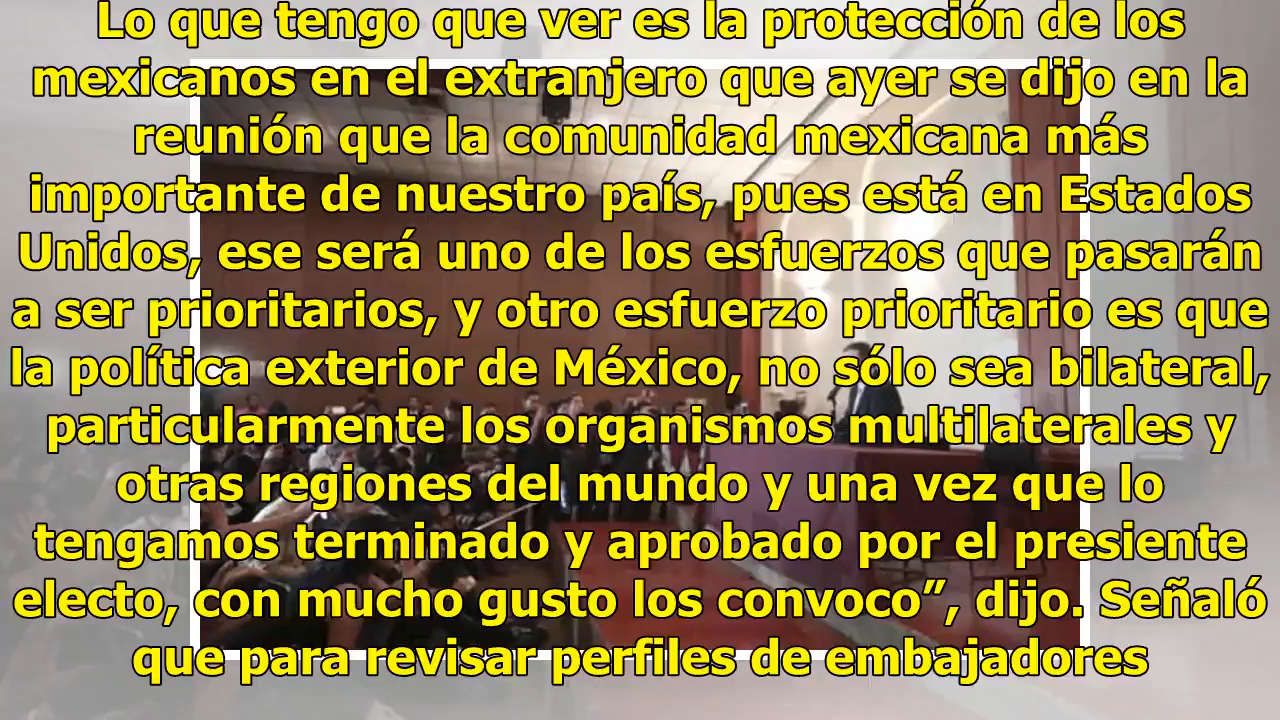 Lo que tengo que ver es la protección de los
mexicanos en el extranjero que ayer se dijo en la
reunión que la comunidad mexicana más
importante de nuestro país, pues está en Estados
Unidos, ese será uno de los esfuerzos que pasarán
a ser prioritarios, y otro esfuerzo prioritario es que
la política exterior de México, no sólo sea bilateral,
particularmente los organismos multilaterales y
otras regiones del mundo y una vez que lo
tengamos terminado y aprobado por el presiente
electo, con mucho gusto los convoco”, dijo. Señaló
que para revisar perfiles de embajadores